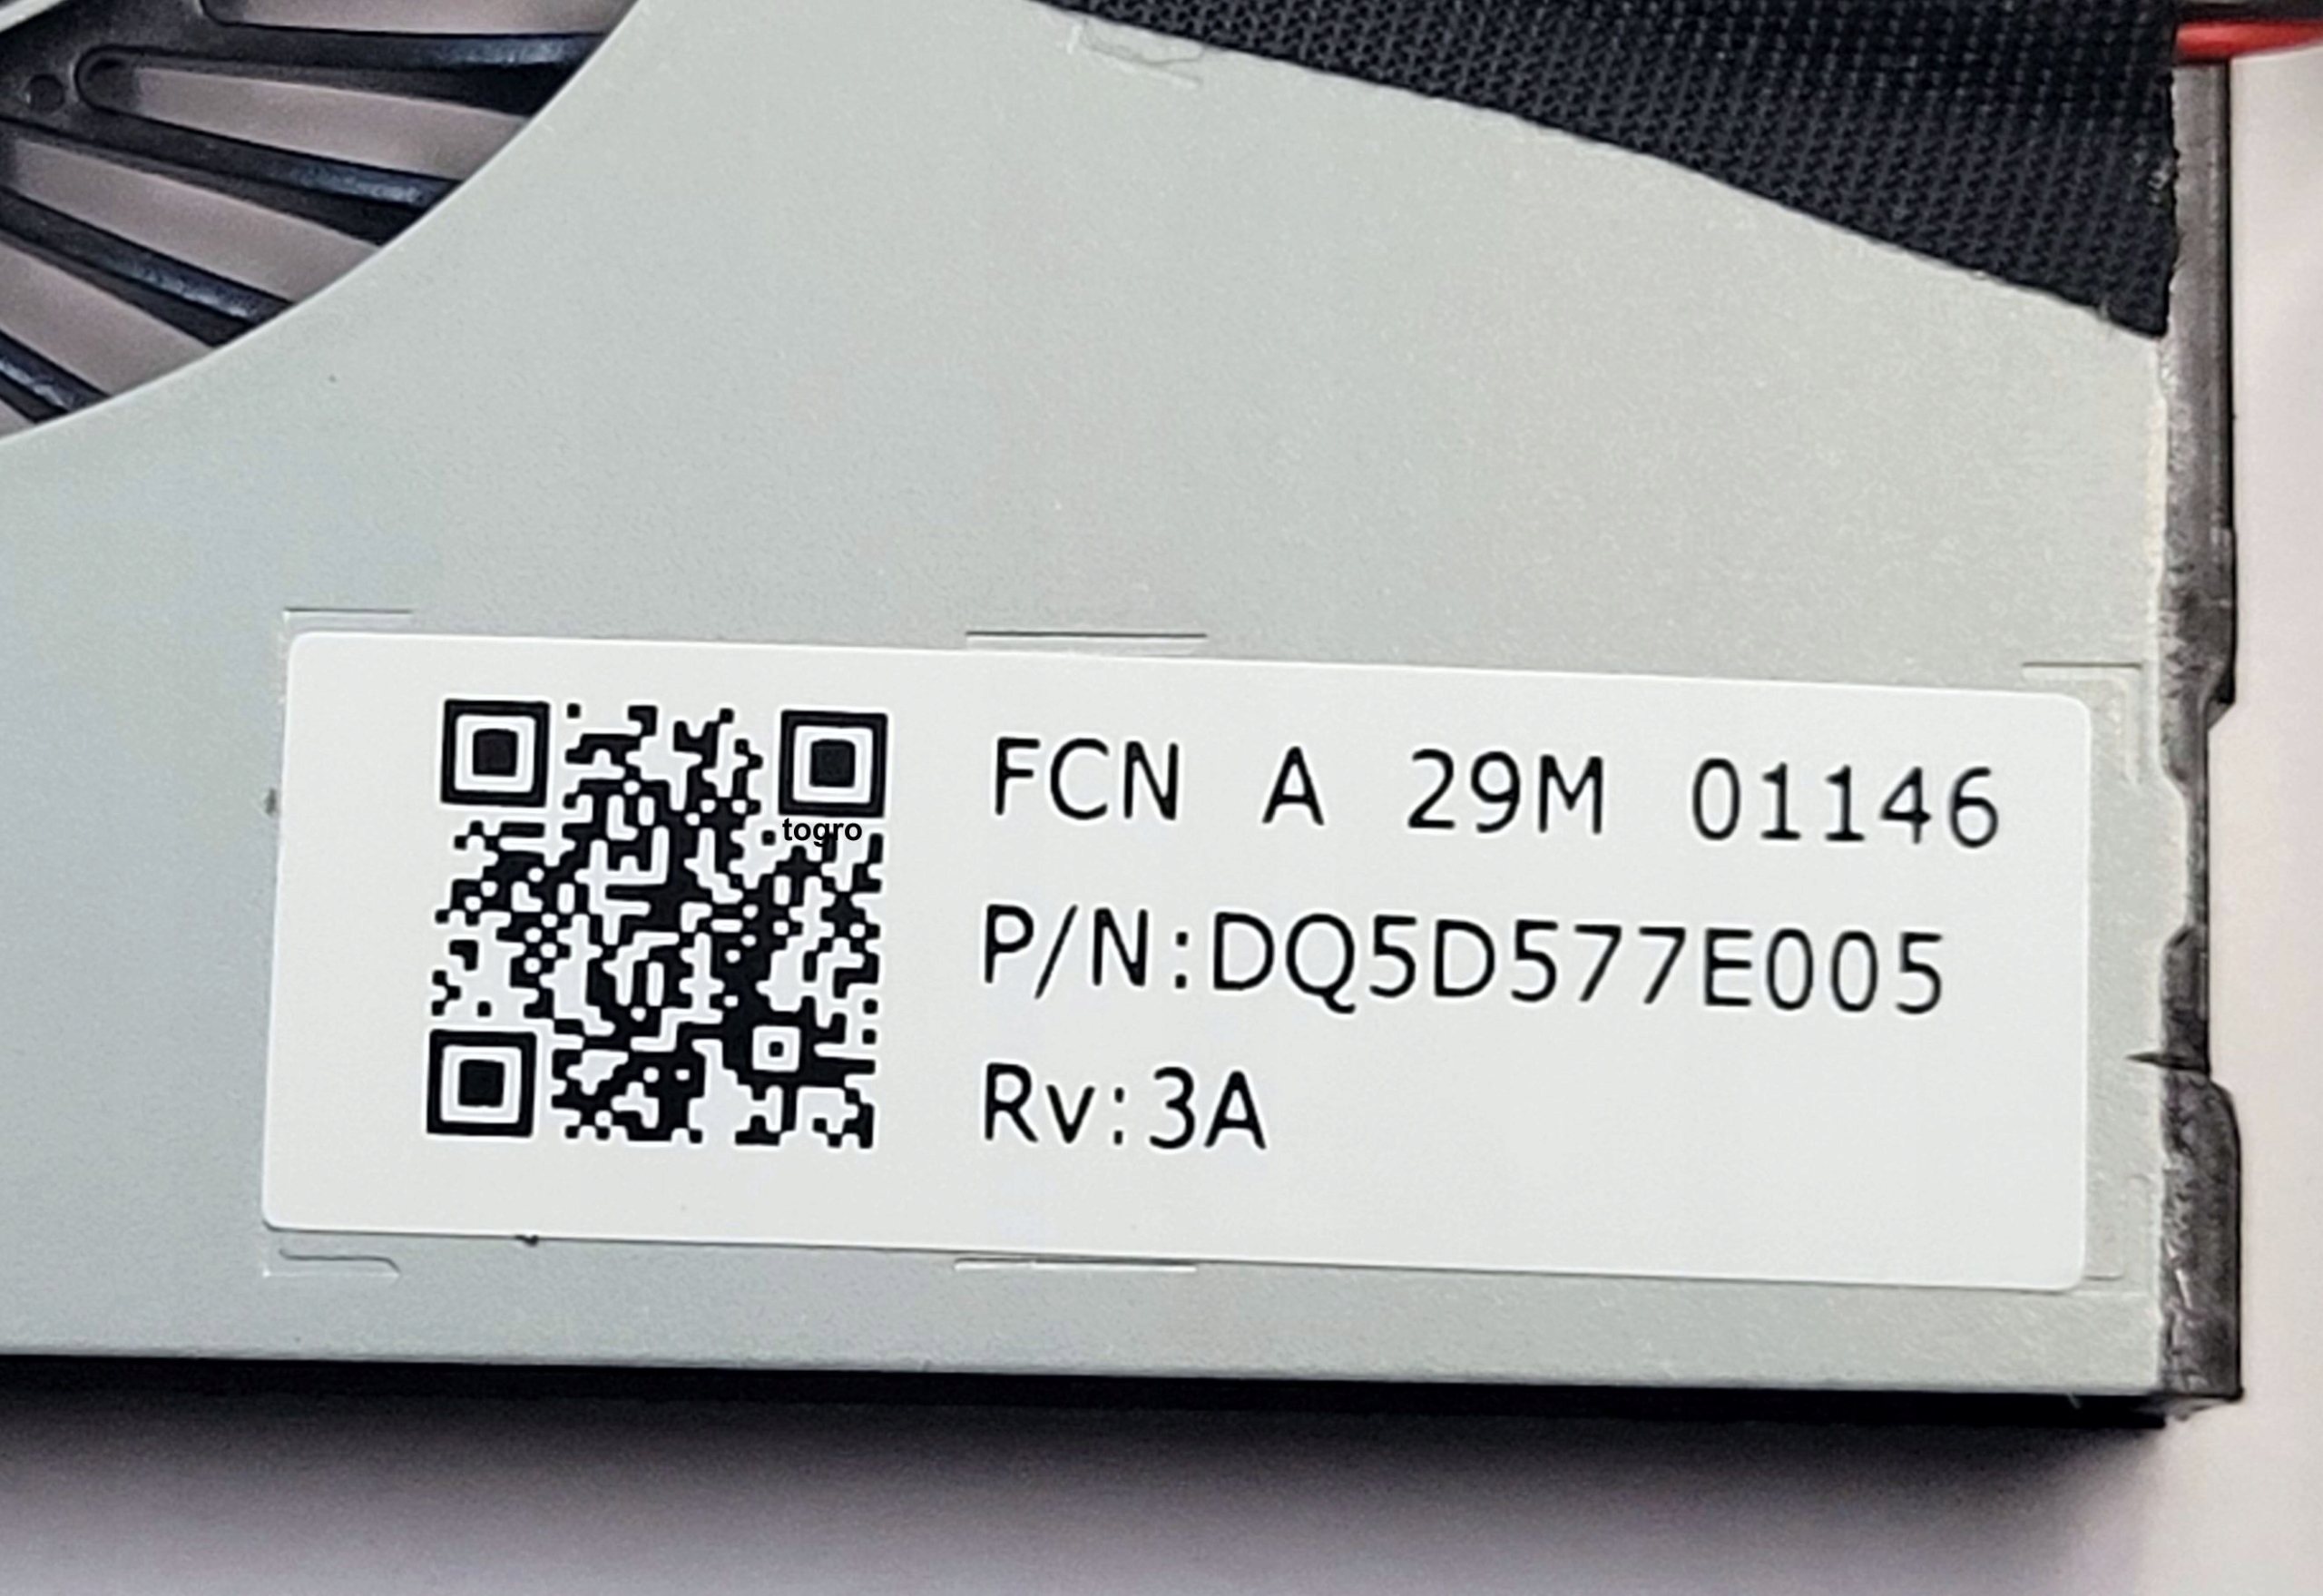 FCN A 29M 01146
togro
P/N:DQ5D577E005
Rv:3A